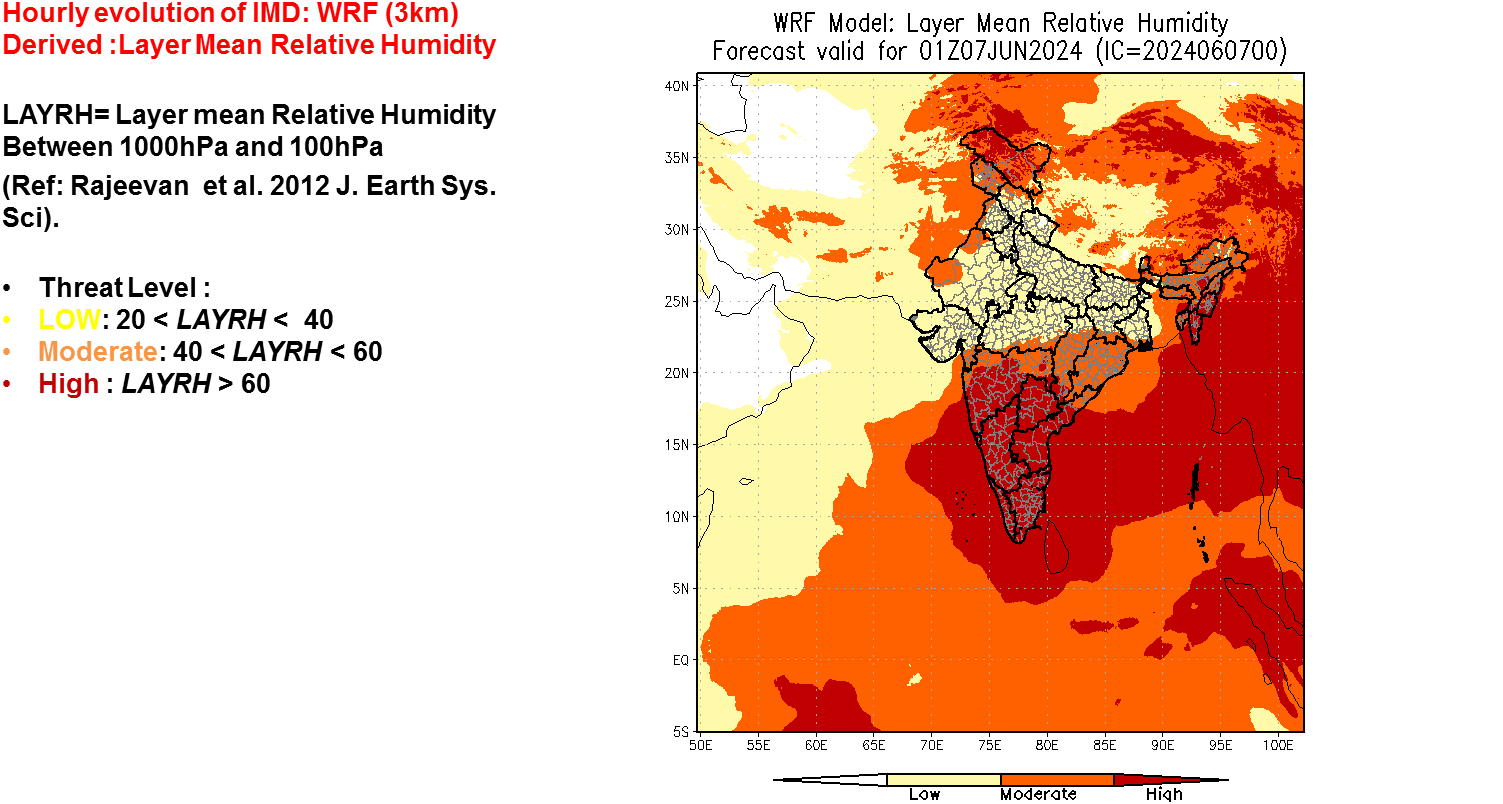 Hourly evolution of IMD: WRF (3km)
Derived :Layer Mean Relative Humidity
LAYRH= Layer mean Relative Humidity
Between 1000hPa and 100hPa
(Ref: Rajeevan et al. 2012 J. Earth Sys.
Sci).
• Threat Level :
• LOW: 20 < LAYRH < 40
• Moderate: 40 < LAYRH < 60
• High : LAYRH > 60
WRF Model: Layer Mean Relative Humidity
Forecast valid for 01Z07JUN2024 (IC=2024060700)
40N
35N
30N
25N
20N
15N
10N
5N
EQ
5S
50E 55E 60E 65E 70E 75E 80E 85E 90E 95E 100E
Low Moderate High